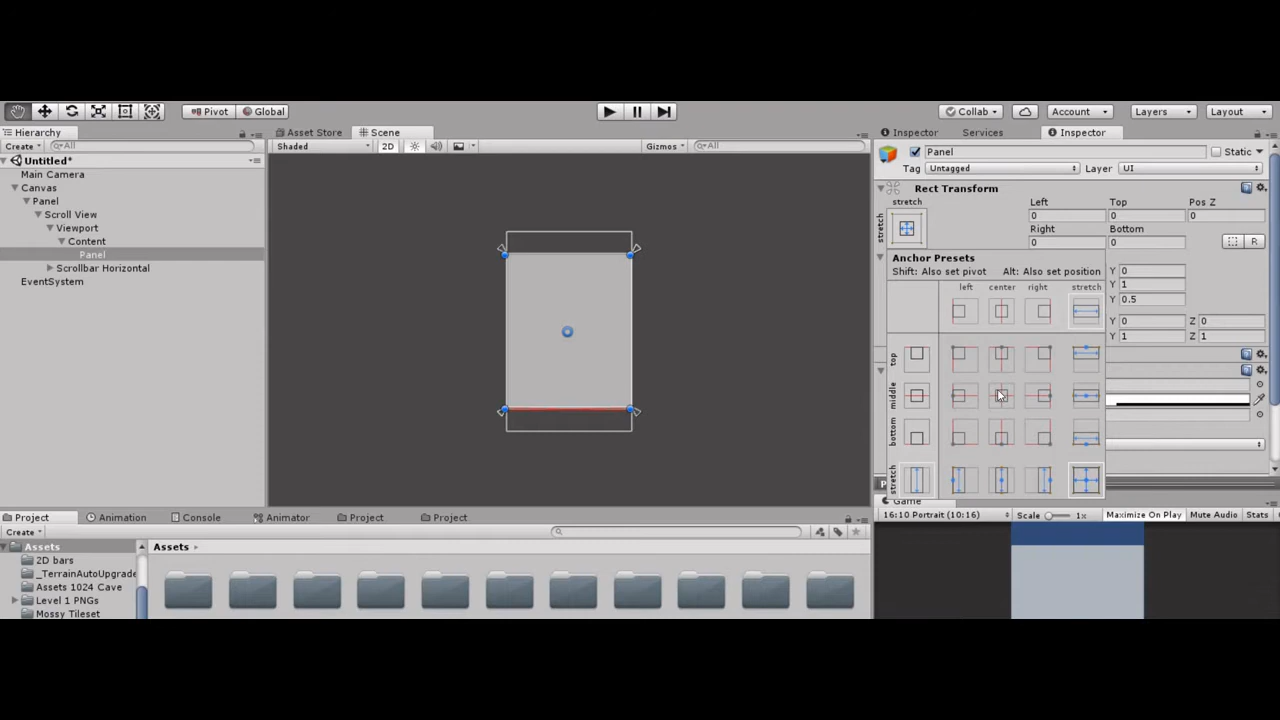 Pivot Global Collab Account Layers Layout
Hierarchy Asset Store Scene Inspector Services Inspector
Create All Shaded 2D Gizmos All Panel Static
Untitled*
Tag Untagged Layer UI
Main Camera
Canvas
Rect Transform
Panel
stretch Left Top Pos Z
Scroll View
0 0 0
Viewport
stretch
Right Bottom
Content
0 0 R
Panel
Anchor Presets
Scrollbar Horizontal
Shift: Also set pivot Alt: Also set position Y 0
EventSystem
left center right stretch Y 1
Y 0.5
Y 0 Z 0
Y 1 Z 1
top
middle
bottom
stretch
Game
Project Animation Console Animator Project Project
16:10 Portrait (10:16) Scale 1x Maximize On Play Mute Audio Stats
Create
Assets Assets
2D bars
_TerrainAutoUpgrade
Assets 1024 Cave
Level 1 PNGs
Mossy Tileset